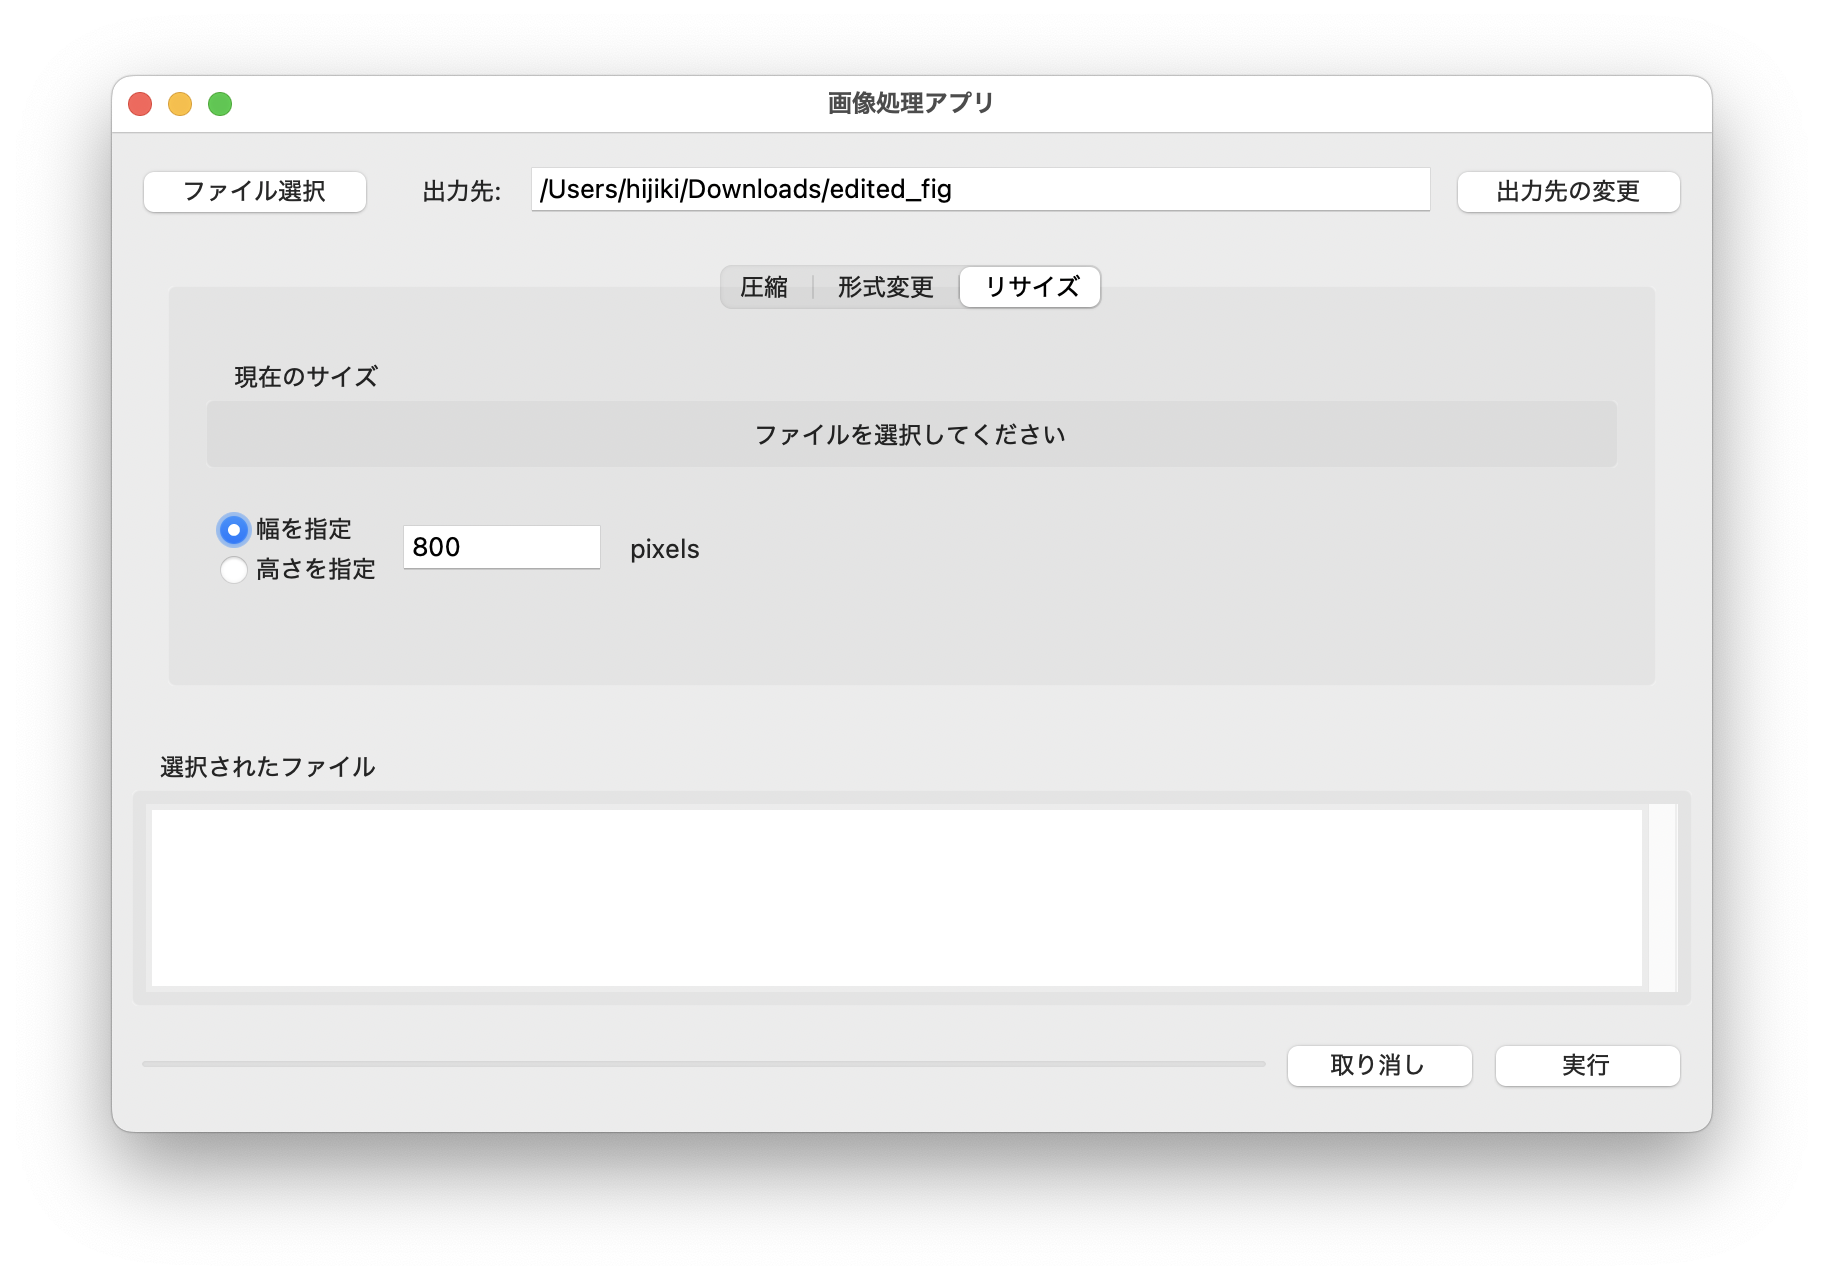 画像処理アプリ
ファイル選択 出力先: /Users/hijiki/Downloads/edited_fig 出力先の変更
圧縮 形式変更 リサイズ
現在のサイズ
ファイルを選択してください
幅を指定
高さを指定
800 pixels
選択されたファイル
取り消し 実行